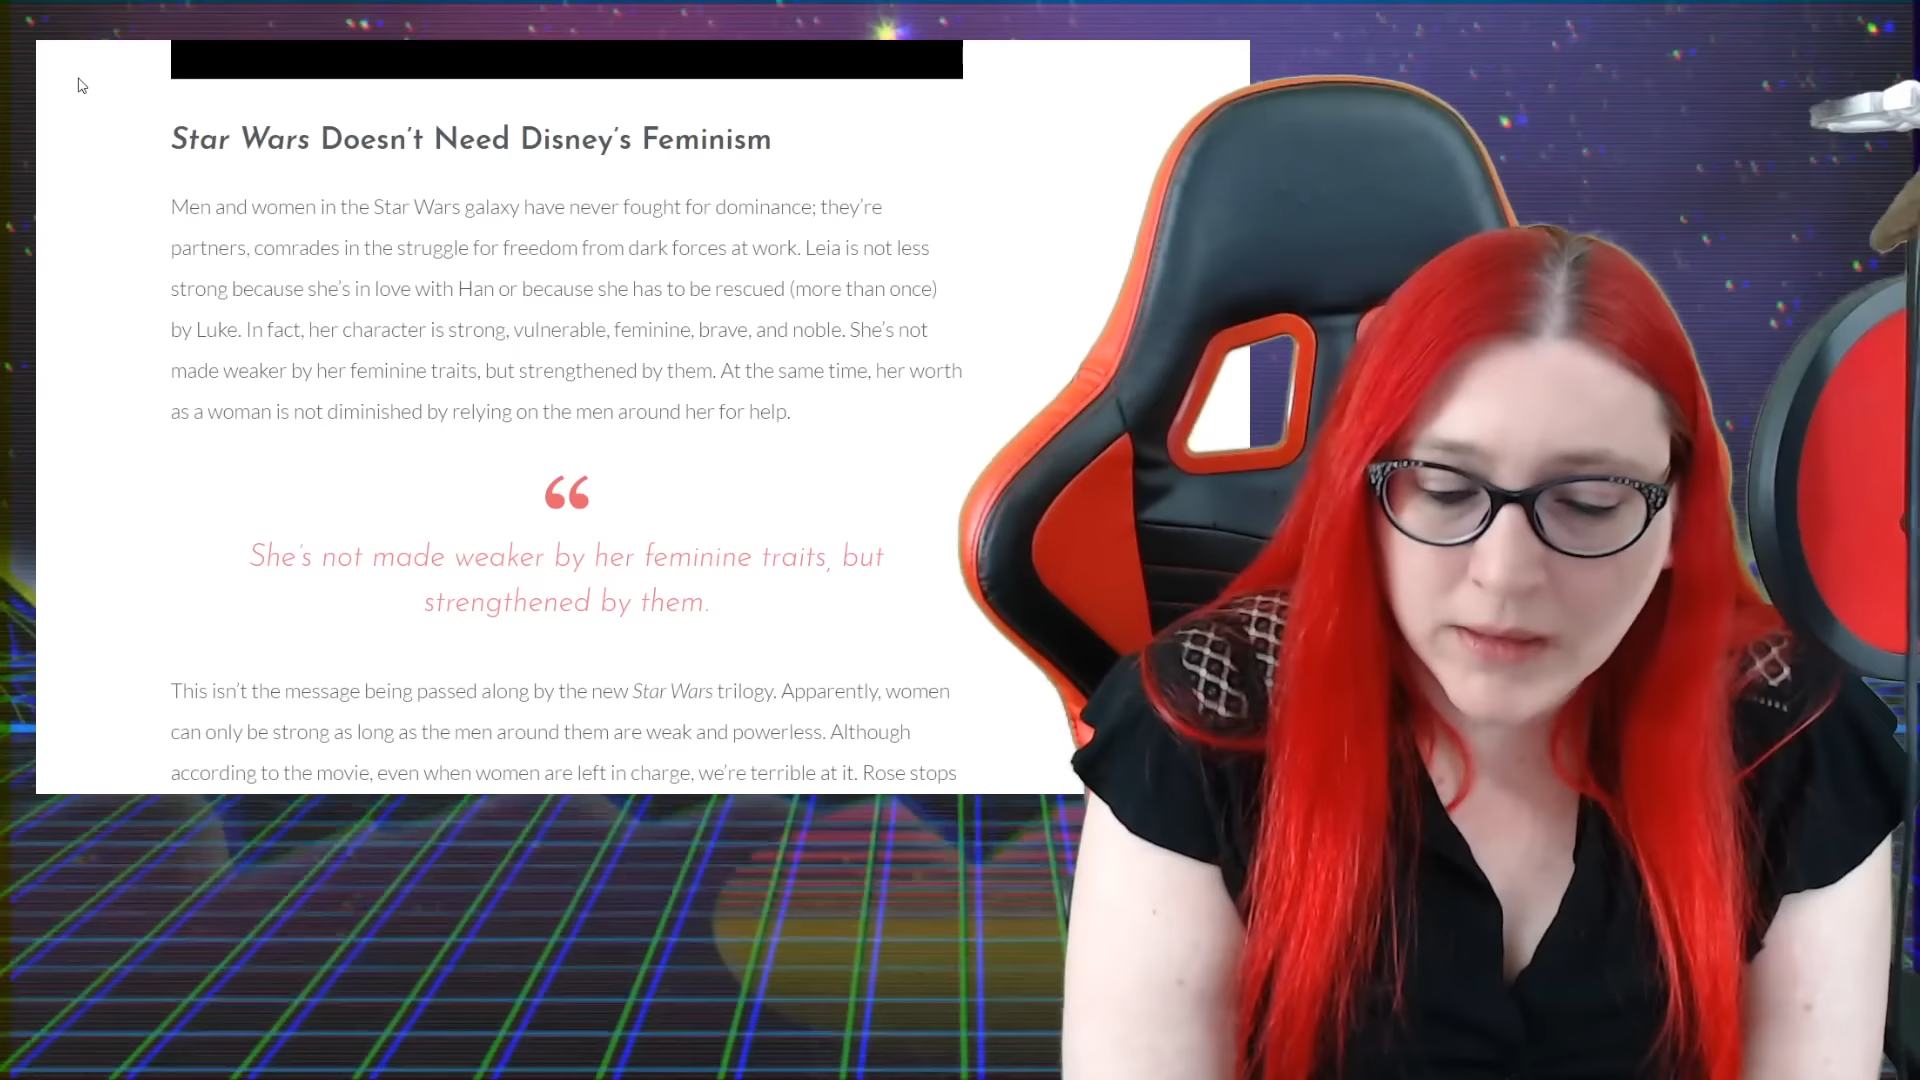 Star Wars Doesn't Need Disney's Feminism
Men and women in the Star Wars galaxy have never fought for dominance; they're
partners, comrades in the struggle for freedom from dark forces at work. Leia is not less
strong because she's in love with Han or because she has to be rescued (more than once)
by Luke. In fact, her character is strong, vulnerable, feminine, brave, and noble. She's not
made weaker by her feminine traits, but strengthened by them. At the same time, her worth
as a woman is not diminished by relying on the men around her for help.
“
She's not made weaker by her feminine traits, but
strengthened by them.
This isn't the message being passed along by the new Star Wars trilogy. Apparently, women
can only be strong as long as the men around them are weak and powerless. Although
according to the movie, even when women are left in charge, we're terrible at it. Rose stops